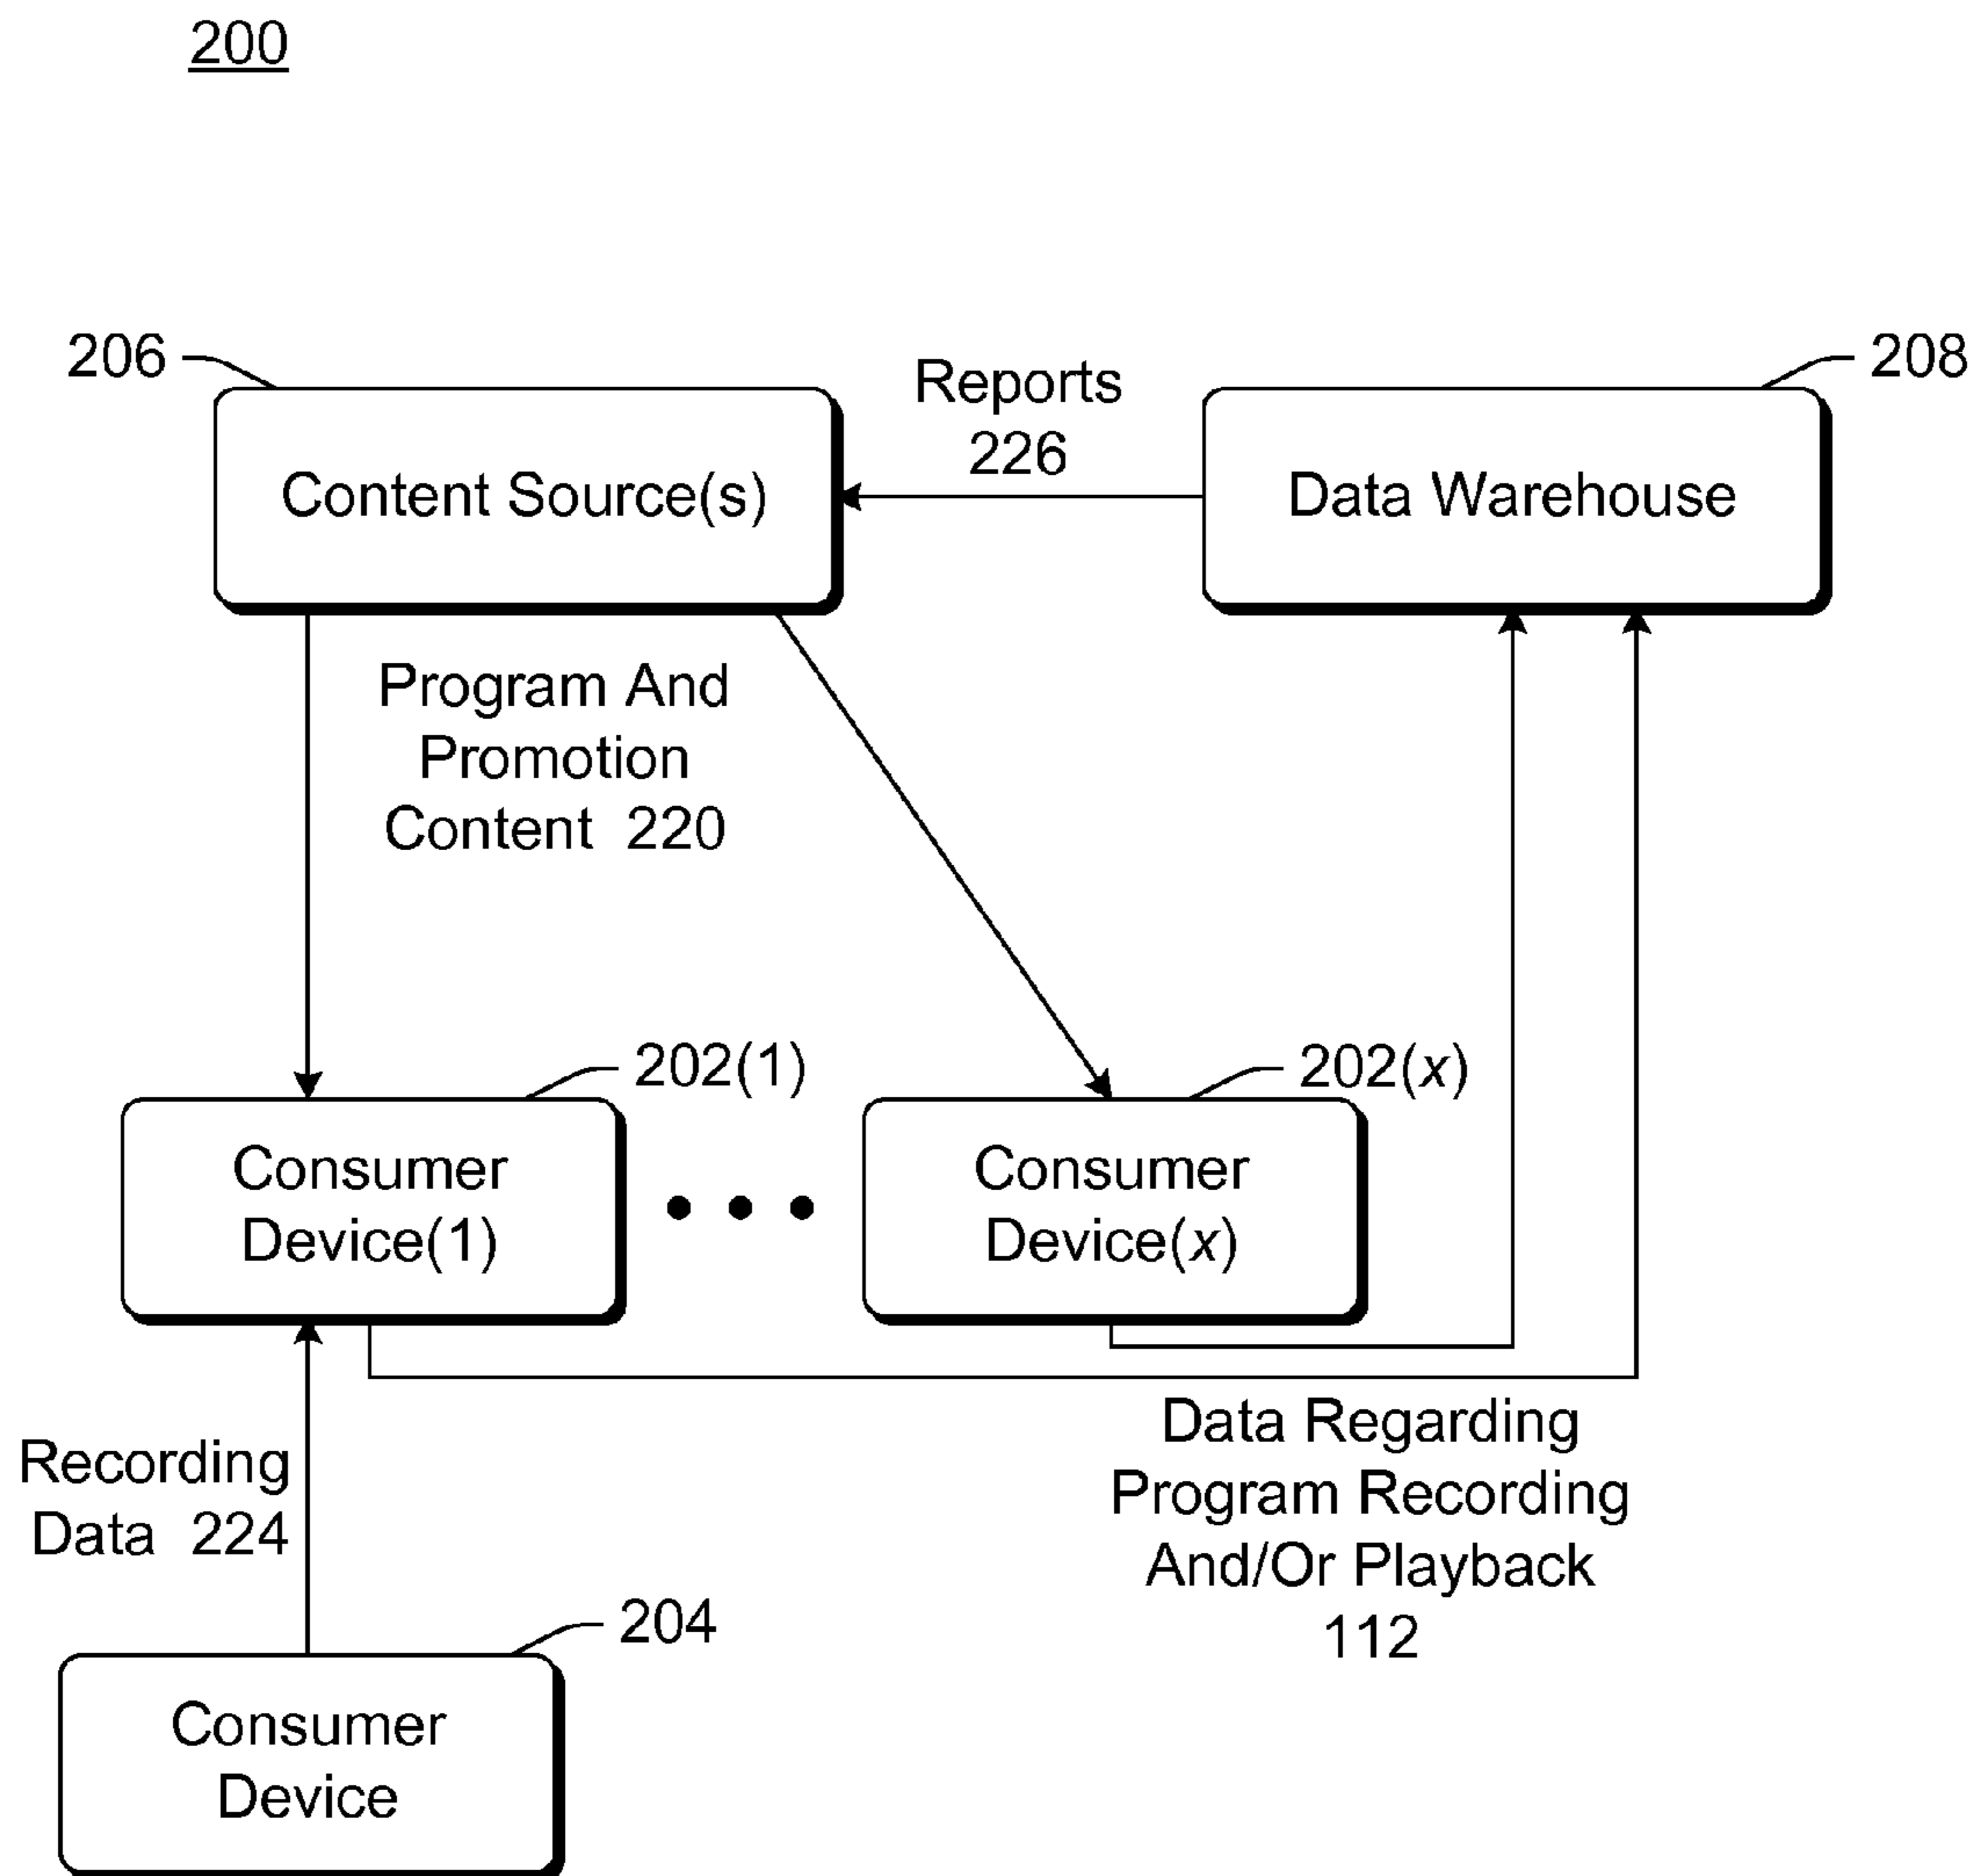 200
206
Reports
226
208
Content Source(s)
Data Warehouse
Program And
Promotion
Content 220
202(1)
202(x)
Consumer
Device(1)
Consumer
Device(x)
Recording
Data 224
Data Regarding
Program Recording
And/Or Playback
112
204
Consumer
Device